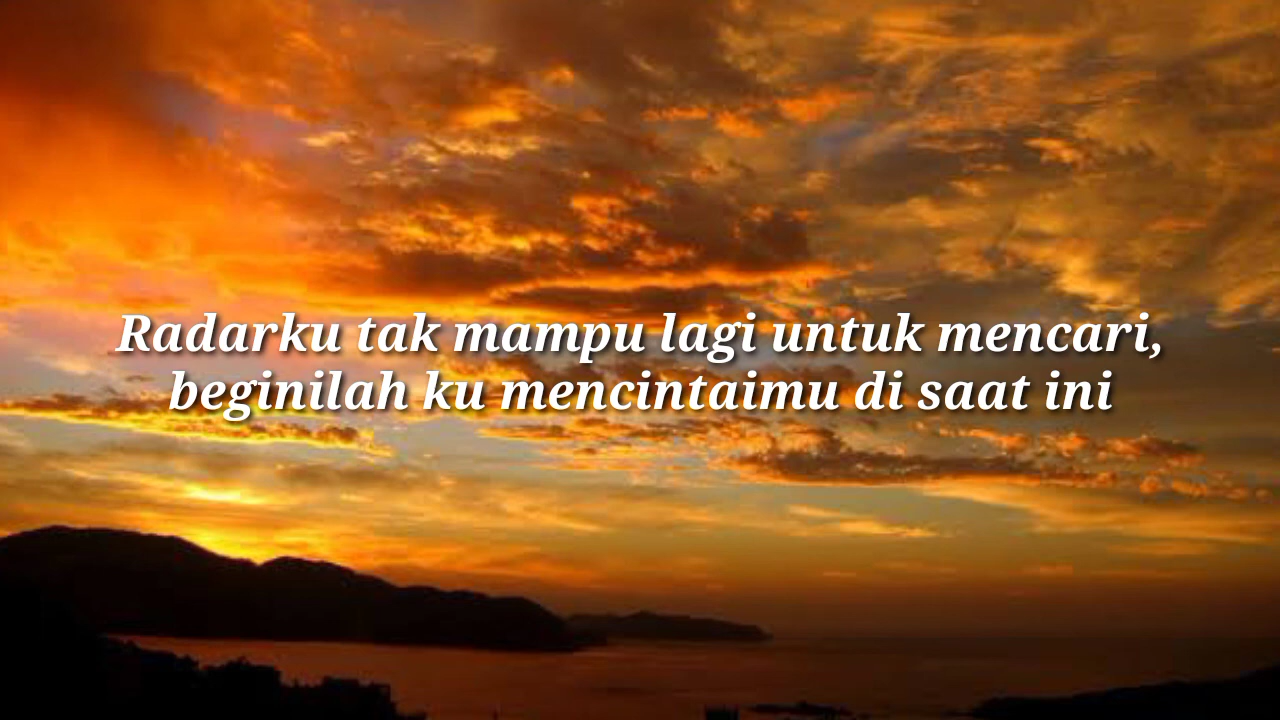 Radarku tak mampu lagi untuk mencari,
beginilah ku mencintaimu di saat ini